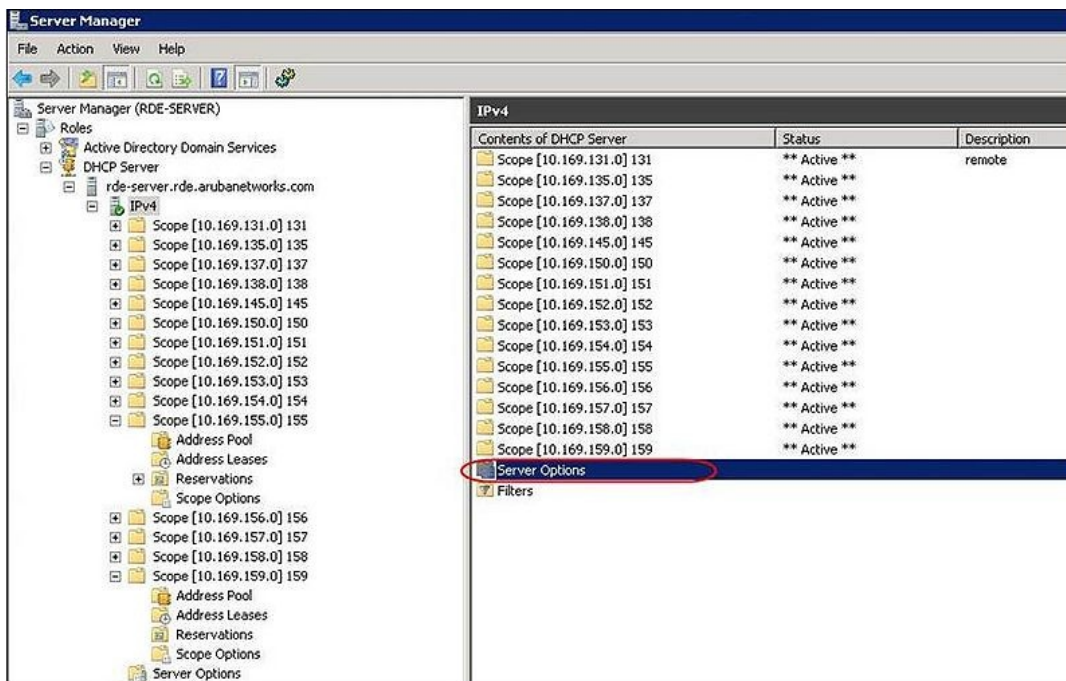 Server Manager
File Action View Help
Server Manager (RDE-SERVER)
Roles
Active Directory Domain Services
DHCP Server
rde-server.rde.arubanetworks.com
IPv4
Scope [10.169.131.0] 131
Scope [10.169.135.0] 135
Scope [10.169.137.0] 137
Scope [10.169.138.0] 138
Scope [10.169.145.0] 145
Scope [10.169.150.0] 150
Scope [10.169.151.0] 151
Scope [10.169.152.0] 152
Scope [10.169.153.0] 153
Scope [10.169.154.0] 154
Scope [10.169.155.0] 155
Address Pool
Address Leases
Reservations
Scope Options
Scope [10.169.156.0] 156
Scope [10.169.157.0] 157
Scope [10.169.158.0] 158
Scope [10.169.159.0] 159
Address Pool
Address Leases
Reservations
Scope Options
Server Options
IPv4
Contents of DHCP Server Status Description
Scope [10.169.131.0] 131 ** Active ** remote
Scope [10.169.135.0] 135 ** Active **
Scope [10.169.137.0] 137 ** Active **
Scope [10.169.138.0] 138 ** Active **
Scope [10.169.145.0] 145 ** Active **
Scope [10.169.150.0] 150 ** Active **
Scope [10.169.151.0] 151 ** Active **
Scope [10.169.152.0] 152 ** Active **
Scope [10.169.153.0] 153 ** Active **
Scope [10.169.154.0] 154 ** Active **
Scope [10.169.155.0] 155 ** Active **
Scope [10.169.156.0] 156 ** Active **
Scope [10.169.157.0] 157 ** Active **
Scope [10.169.158.0] 158 ** Active **
Scope [10.169.159.0] 159 ** Active **
Server Options
Filters